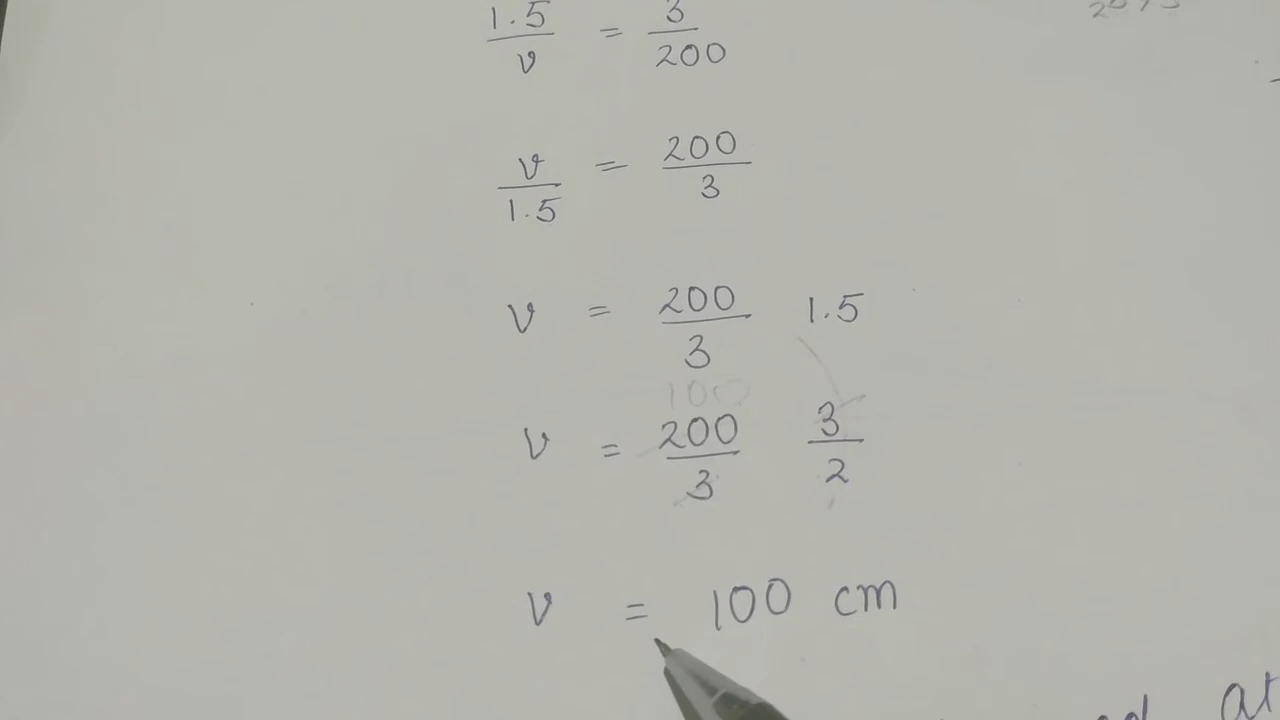 1.5/v = 3/200
v/1.5 = 200/3
v = 200/3 1.5
100
v = 200/3 3/2
v = 100 cm
at